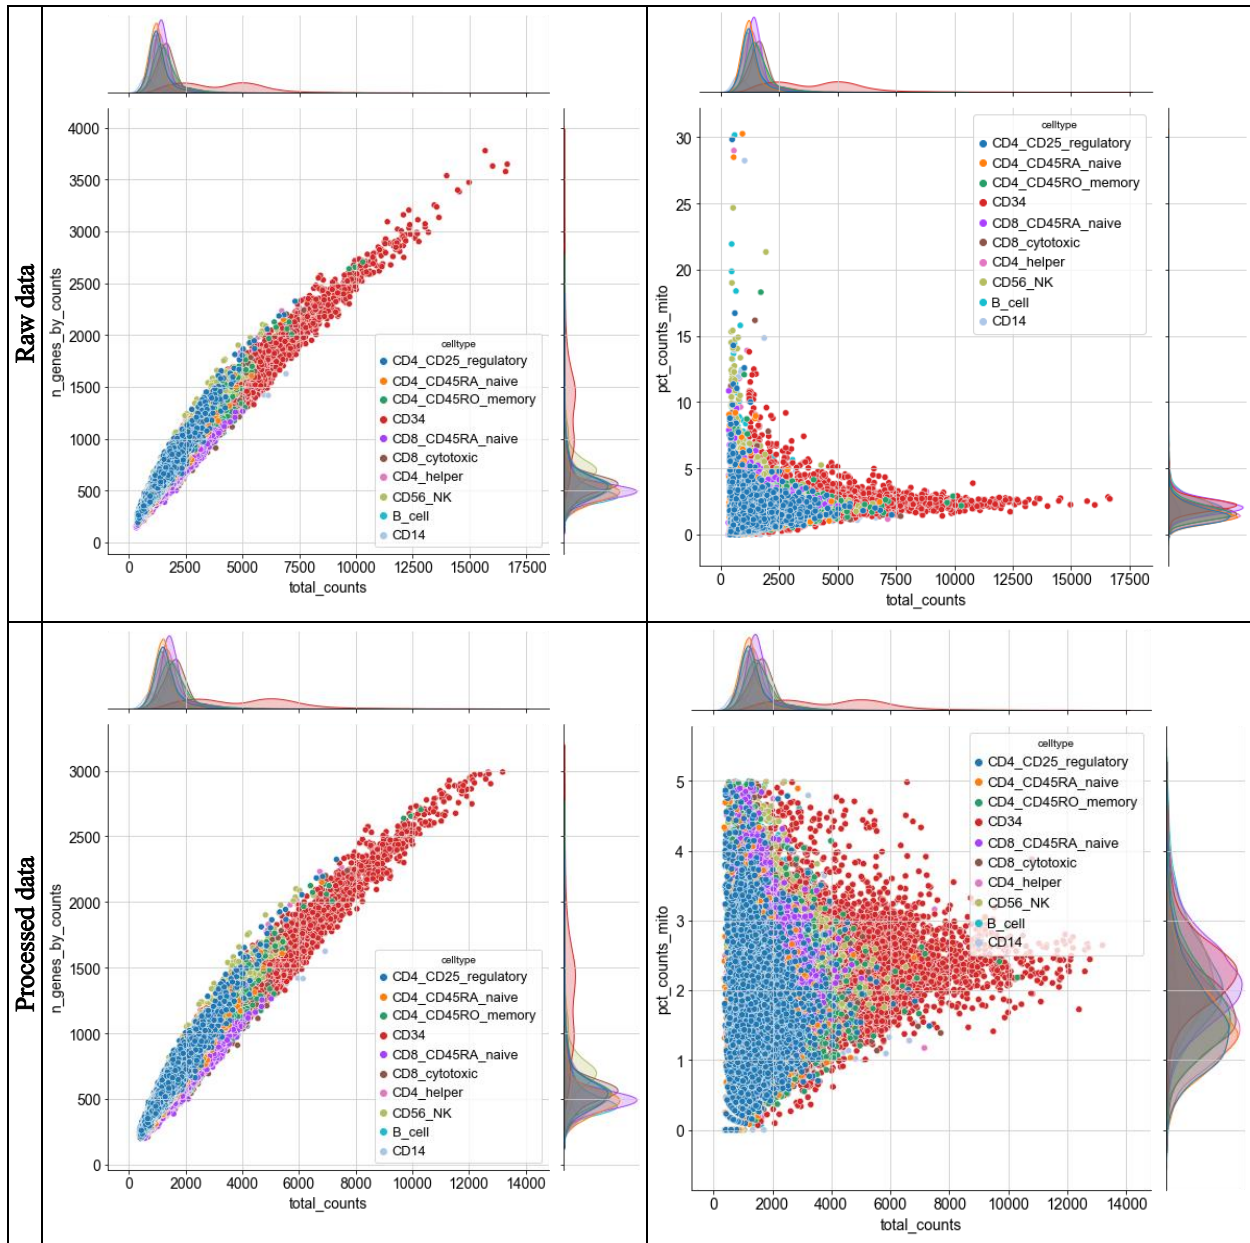 Raw data
n_genes_by_counts
4000
3500
3000
2500
2000
1500
1000
500
0
celltype
CD4_CD25_regulatory
CD4_CD45RA_naive
CD4_CD45RO_memory
CD34
CD8_CD45RA_naive
CD8_cytotoxic
CD4_helper
CD56_NK
B_cell
CD14
0 2500 5000 7500 10000 12500 15000 17500
total_counts
pct_counts_mito
30
25
20
15
10
5
0
celltype
CD4_CD25_regulatory
CD4_CD45RA_naive
CD4_CD45RO_memory
CD34
CD8_CD45RA_naive
CD8_cytotoxic
CD4_helper
CD56_NK
B_cell
CD14
0 2500 5000 7500 10000 12500 15000 17500
total_counts
Processed data
n_genes_by_counts
3000
2500
2000
1500
1000
500
0
celltype
CD4_CD25_regulatory
CD4_CD45RA_naive
CD4_CD45RO_memory
CD34
CD8_CD45RA_naive
CD8_cytotoxic
CD4_helper
CD56_NK
B_cell
CD14
0 2000 4000 6000 8000 10000 12000 14000
total_counts
pct_counts_mito
5
4
3
2
1
0
celltype
CD4_CD25_regulatory
CD4_CD45RA_naive
CD4_CD45RO_memory
CD34
CD8_CD45RA_naive
CD8_cytotoxic
CD4_helper
CD56_NK
B_cell
CD14
0 2000 4000 6000 8000 10000 12000 14000
total_counts